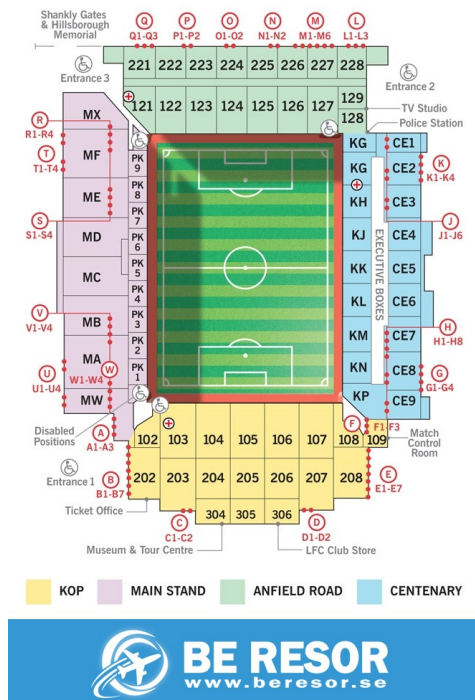 Shankly Gates
& Hillsborough
Memorial
Q
Q1-Q3
P
P1-P2
O
O1-O2
N
N1-N2
M
M1-M6
L
L1-L3
Entrance 3
221 222 223 224 225 226 227 228
Entrance 2
121 122 123 124 125 126 127 129
128
TV Studio
Police Station
R
R1-R4
T
T1-T4
S
S1-S4
V
V1-V4
U
U1-U4
W
W1-W4
MX
MF
ME
MD
MC
MB
MA
MW
PK
9
PK
8
PK
7
PK
6
PK
5
PK
4
PK
3
PK
2
PK
1
KG
KG
KH
KJ
KK
KL
KM
KN
KP
EXECUTIVE BOXES
CE1
CE2
CE3
CE4
CE5
CE6
CE7
CE8
CE9
K
K1-K4
J
J1-J6
H
H1-H8
G
G1-G4
F
F1-F3
Disabled
Positions
A
A1-A3
Entrance 1
B
B1-B7
Ticket Office
102 103 104 105 106 107 108 109
Match
Control
Room
202 203 204 205 206 207 208
E
E1-E7
304 305 306
C
C1-C2
D
D1-D2
Museum & Tour Centre
LFC Club Store
KOP MAIN STAND ANFIELD ROAD CENTENARY
BE RESOR
www.beresor.se